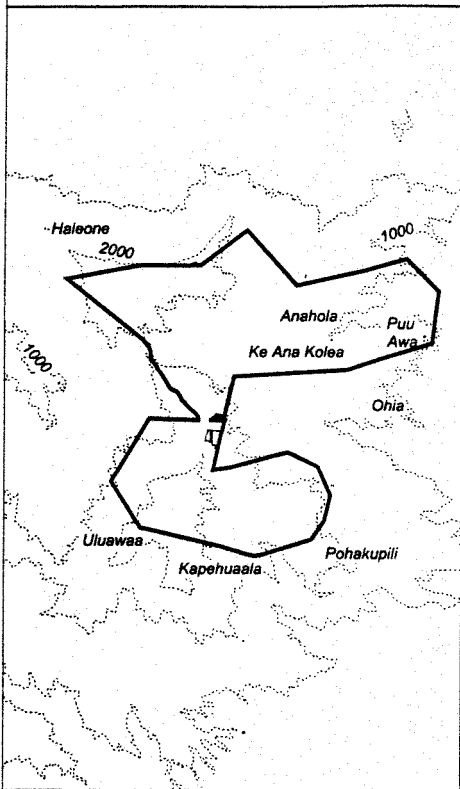 Haleone
2000
1000
Anahola
Puu
Awa
1000
Ke Ana Kolea
Ohia
Uluawaa
Pohakupili
Kapehuaala